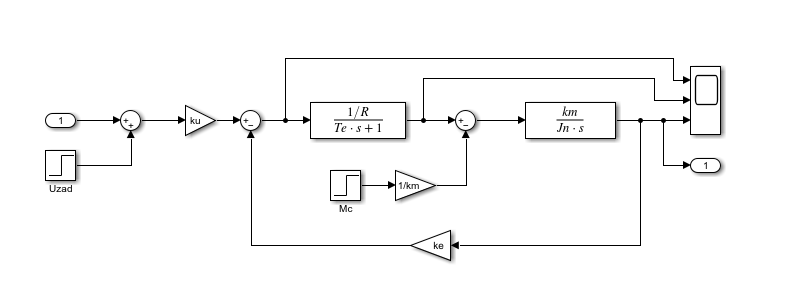 1
+
+
Uzad
ku
+
−
1/R
Te · s + 1
+
−
km
Jn · s
Mc
1/km
1
ke